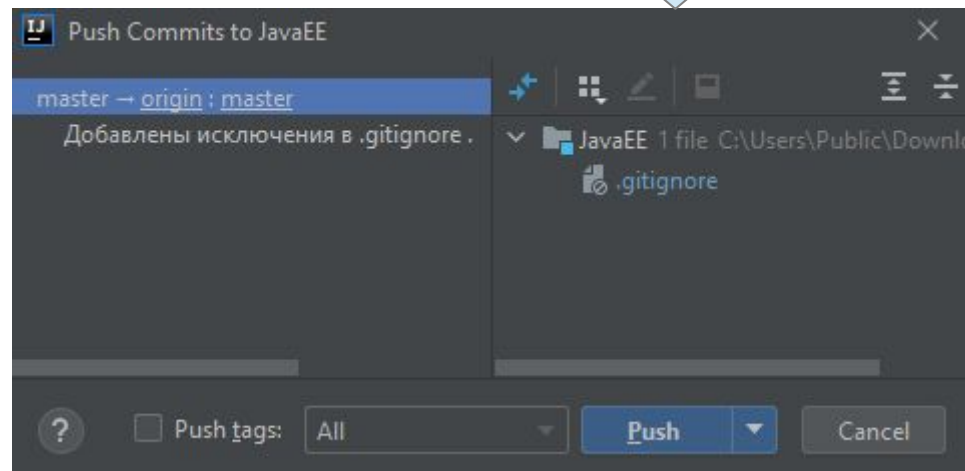 Push Commits to JavaEE
master → origin : master
Добавлены исключения в .gitignore .
JavaEE 1 file C:\Users\Public\Downl
.gitignore
? Push tags: All Push Cancel